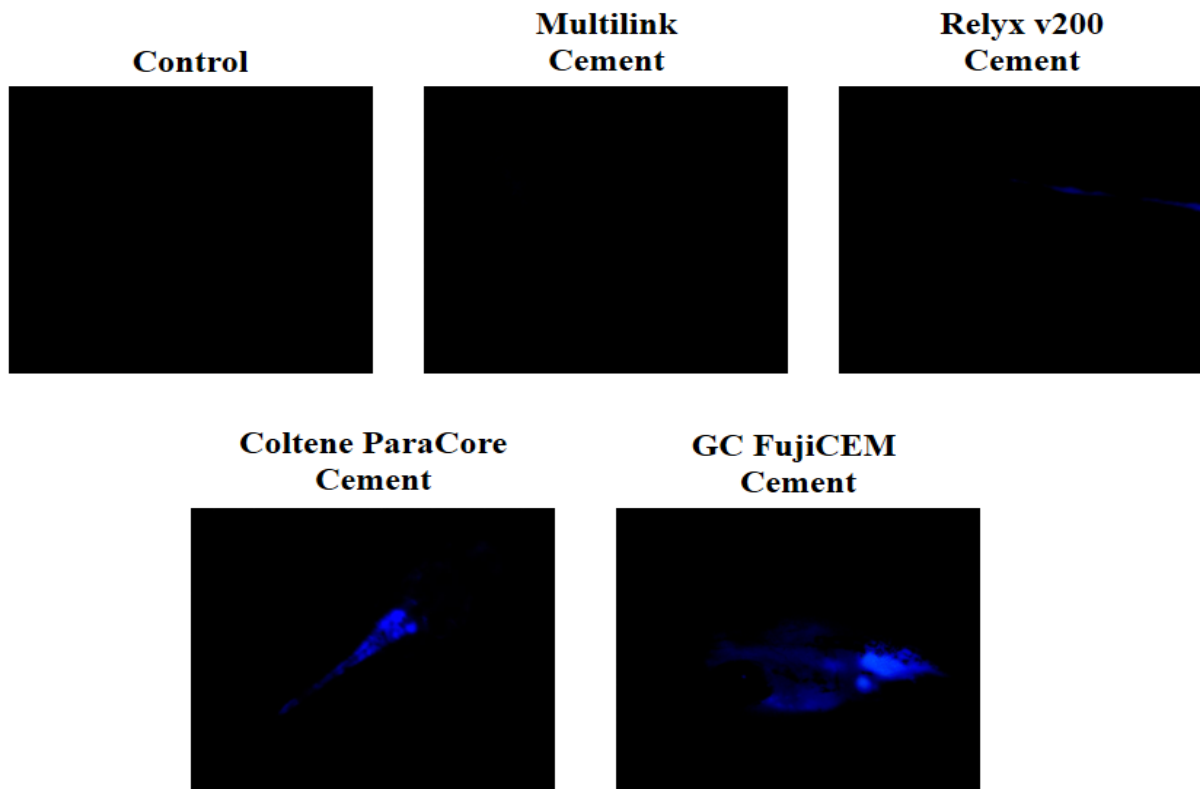 Control
Multilink
Cement
Relyx v200
Cement
Coltene ParaCore
Cement
GC FujiCEM
Cement